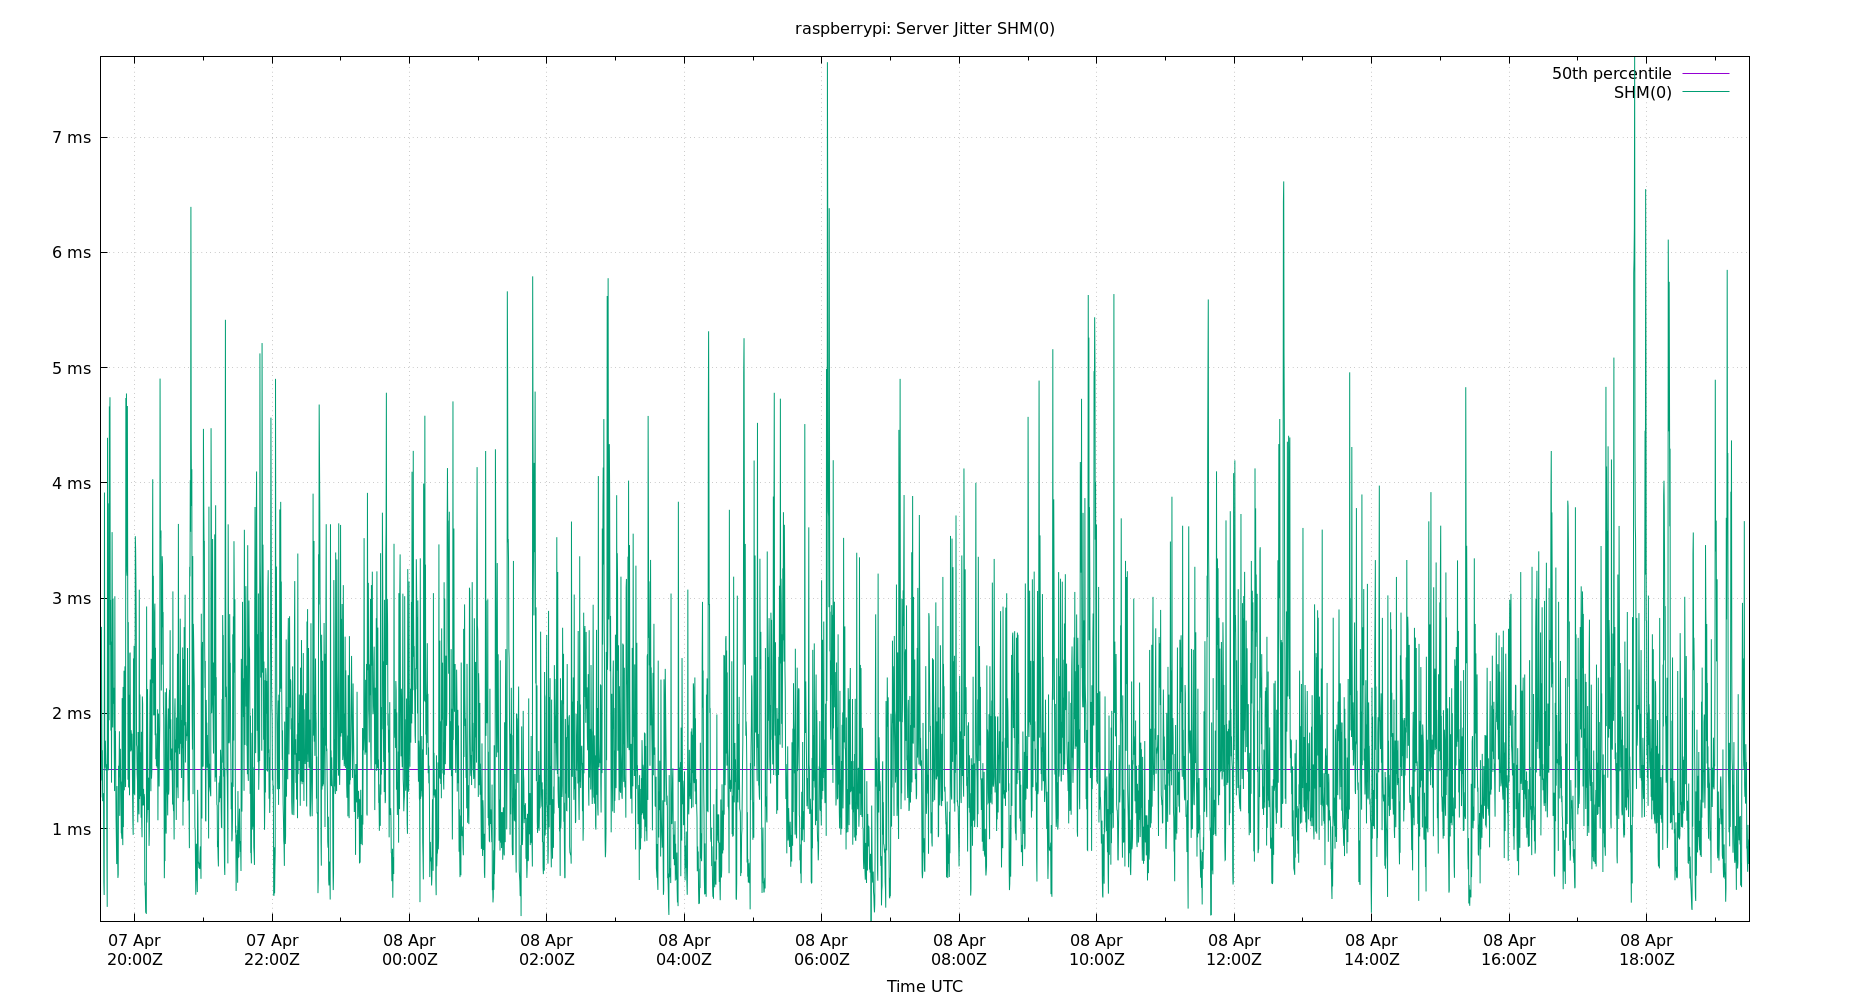 raspberrypi: Server Jitter SHM(0)
50th percentile
SHM(0)
7 ms
6 ms
5 ms
4 ms
3 ms
2 ms
1 ms
07 Apr 07 Apr 08 Apr 08 Apr 08 Apr 08 Apr 08 Apr 08 Apr 08 Apr 08 Apr 08 Apr 08 Apr
20:00Z 22:00Z 00:00Z 02:00Z 04:00Z 06:00Z 08:00Z 10:00Z 12:00Z 14:00Z 16:00Z 18:00Z
Time UTC